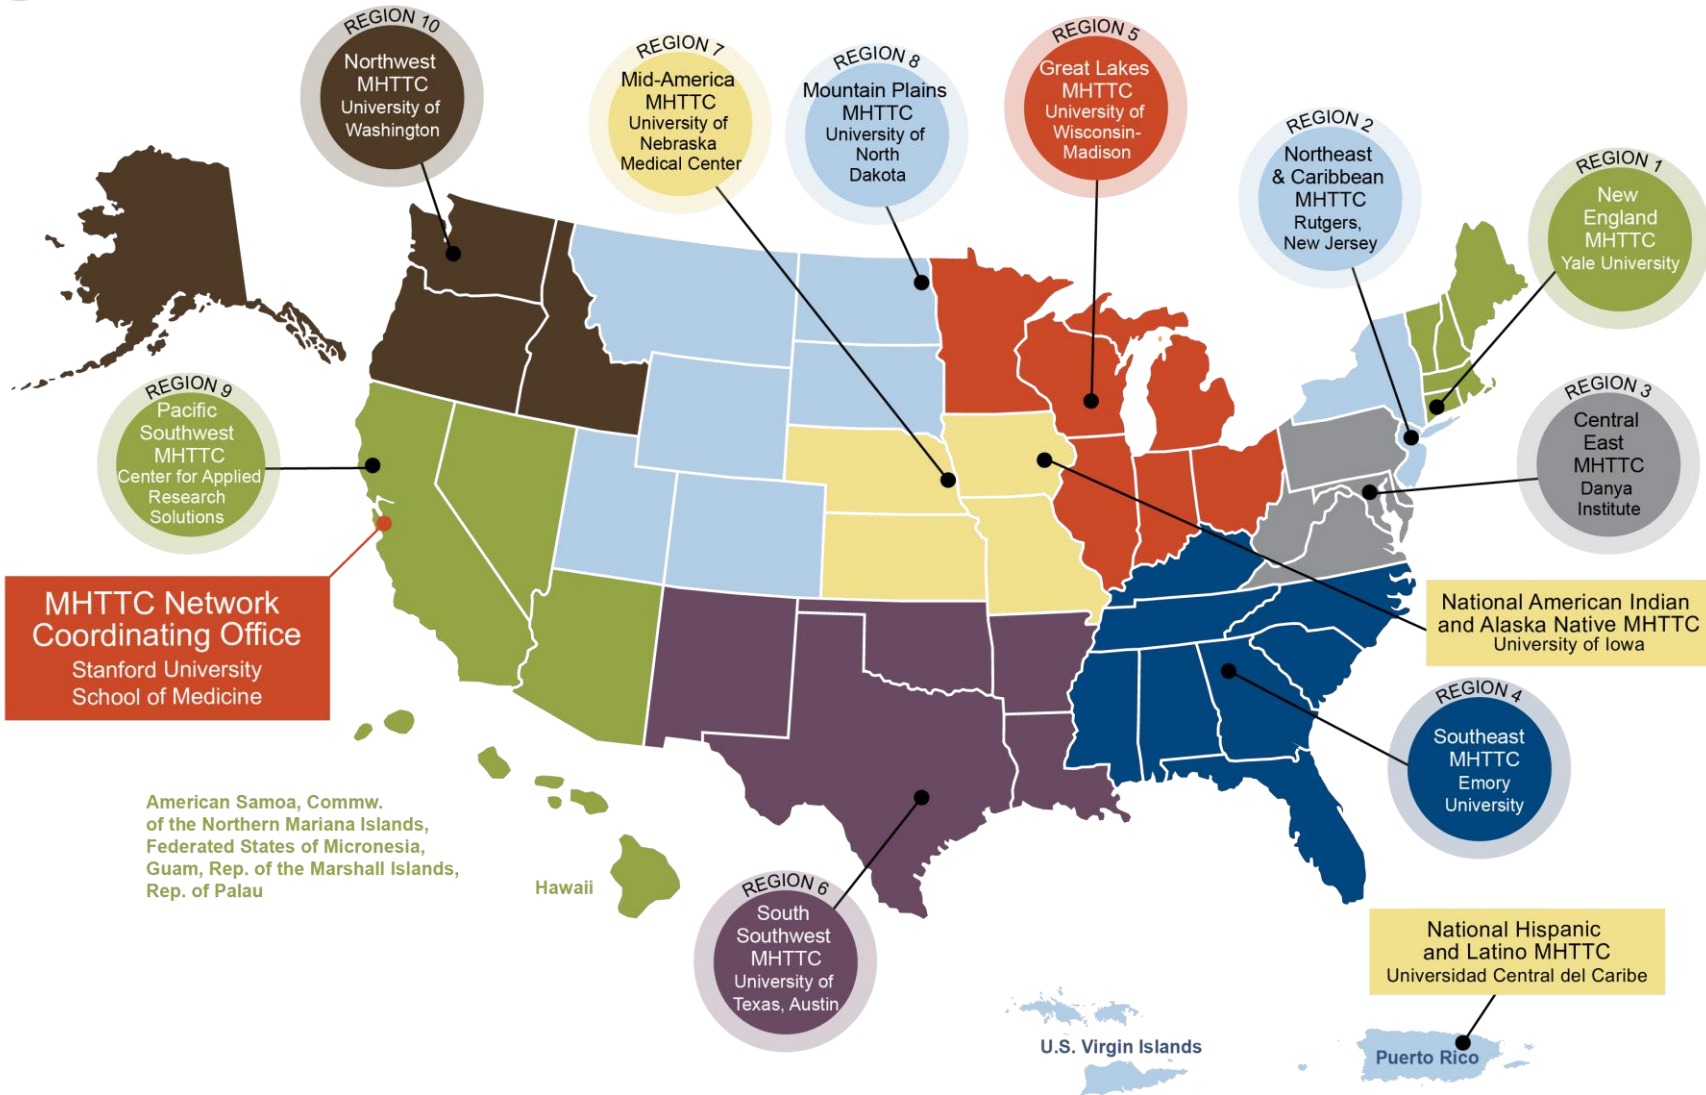 REGION 10
Northwest
MHTTC
University of
Washington
REGION 7
Mid-America
MHTTC
University of
Nebraska
Medical Center
REGION 8
Mountain Plains
MHTTC
University of
North
Dakota
REGION 5
Great Lakes
MHTTC
University of
Wisconsin-
Madison
REGION 2
Northeast
& Caribbean
MHTTC
Rutgers,
New Jersey
REGION 1
New
England
MHTTC
Yale University
REGION 9
Pacific
Southwest
MHTTC
Center for Applied
Research
Solutions
REGION 3
Central
East
MHTTC
Danya
Institute
MHTTC Network
Coordinating Office
Stanford University
School of Medicine
National American Indian
and Alaska Native MHTTC
University of Iowa
REGION 4
Southeast
MHTTC
Emory
University
American Samoa, Commw.
of the Northern Mariana Islands,
Federated States of Micronesia,
Guam, Rep. of the Marshall Islands,
Rep. of Palau
Hawaii
REGION 6
South
Southwest
MHTTC
University of
Texas, Austin
National Hispanic
and Latino MHTTC
Universidad Central del Caribe
U.S. Virgin Islands
Puerto Rico